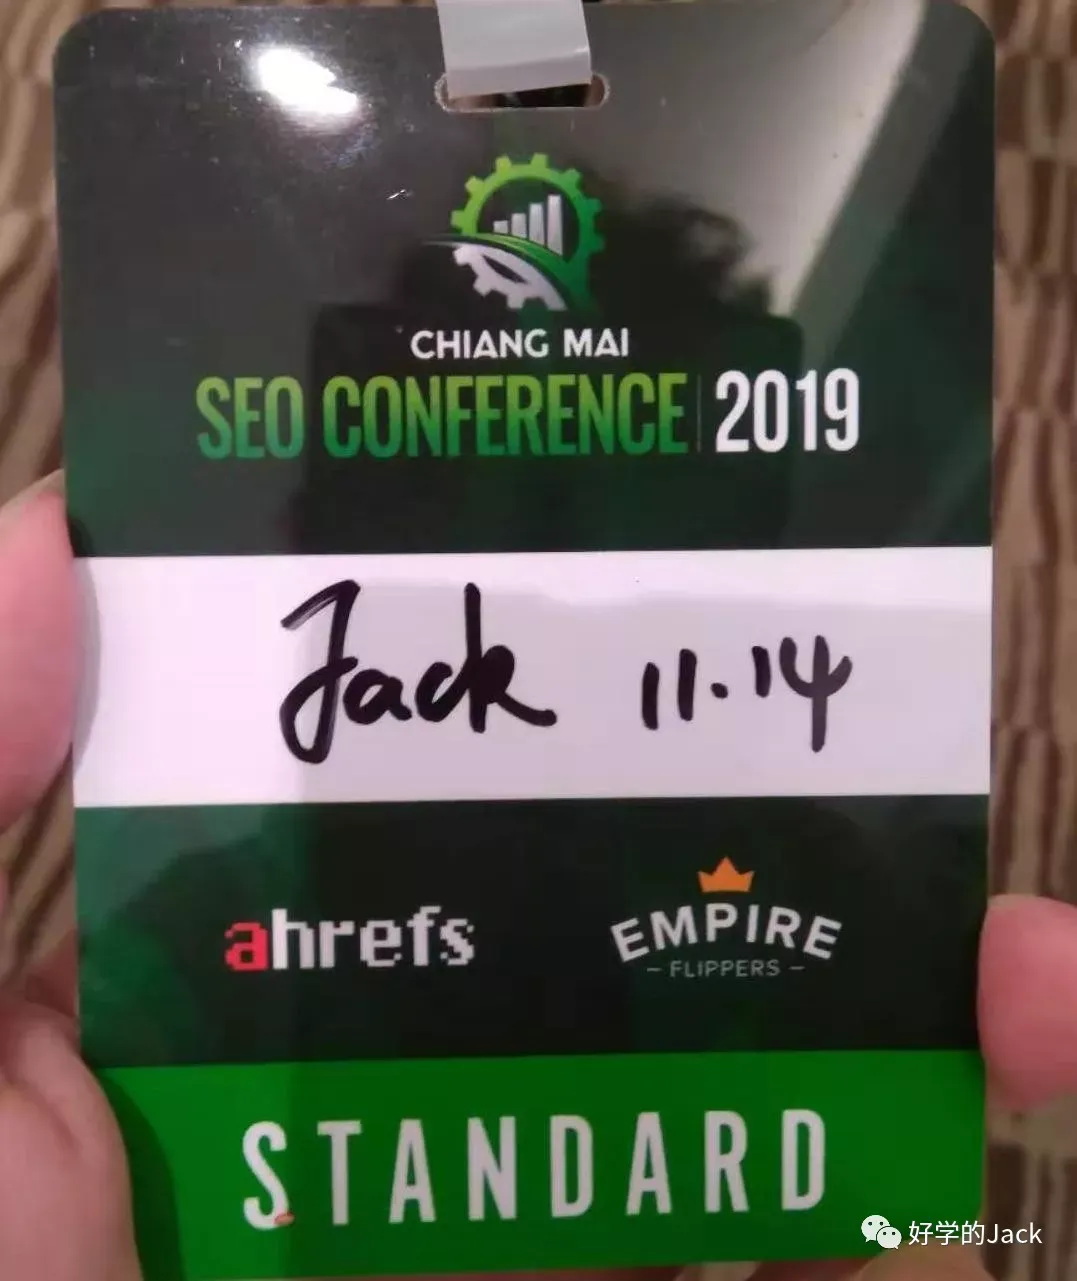 CHIANG MAI
SEO CONFERENCE | 2019
Jack 11.14
ahrefs
EMPIRE
– FLIPPERS –
STANDARD
好学的Jack